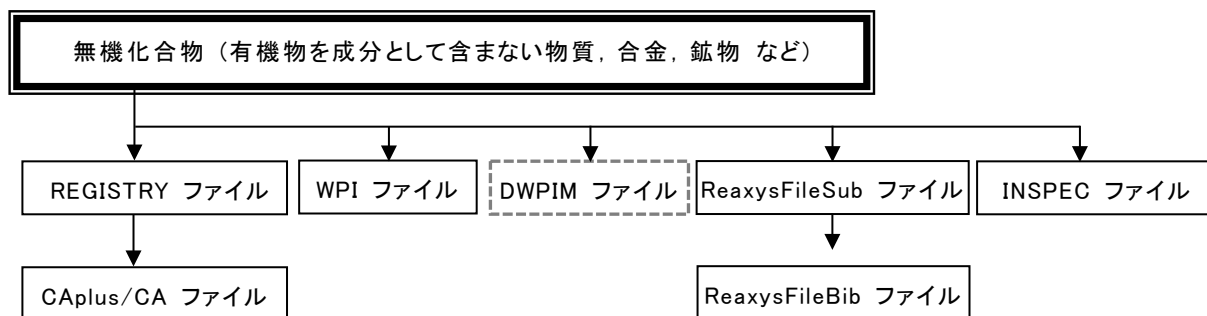 無機化合物（有機物を成分として含まない物質, 合金, 鉱物 など）
REGISTRY ファイル
WPI ファイル
DWPIM ファイル
ReaxysFileSub ファイル
INSPEC ファイル
CAplus/CA ファイル
ReaxysFileBib ファイル